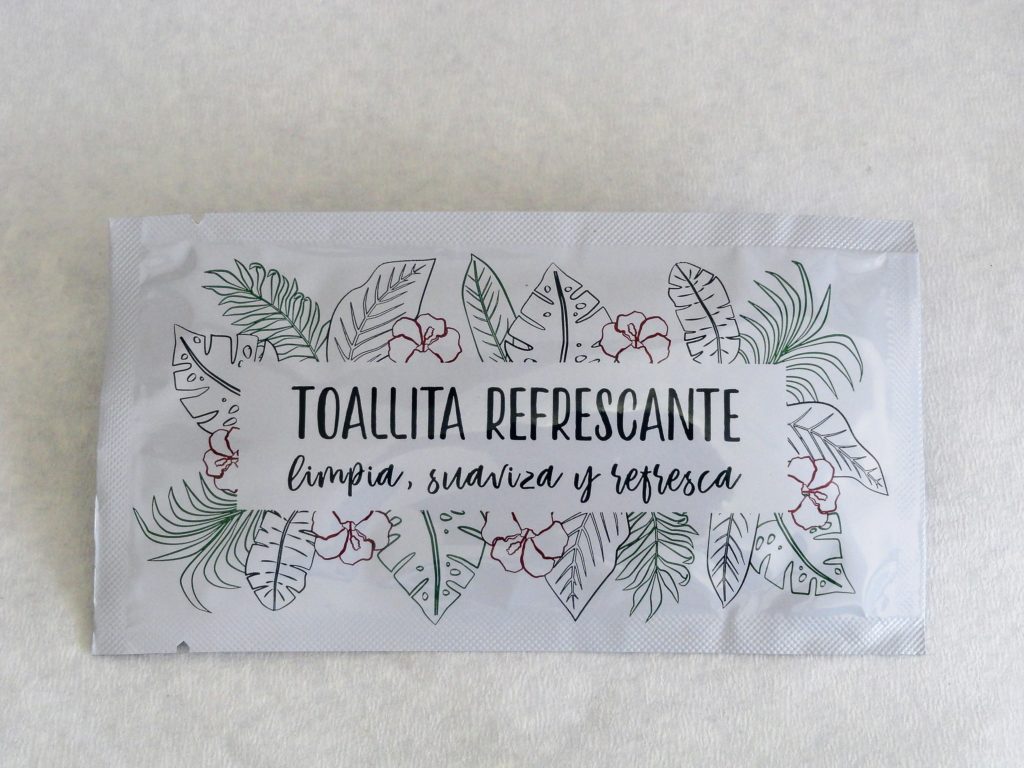 TOALLITA REFRESCANTE
limpia, suaviza y refresca